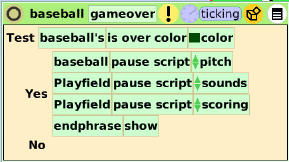 baseball gameover ! ticking
Test baseball's is over color color
baseball pause script pitch
Yes Playfield pause script sounds
Playfield pause script scoring
endphrase show
No